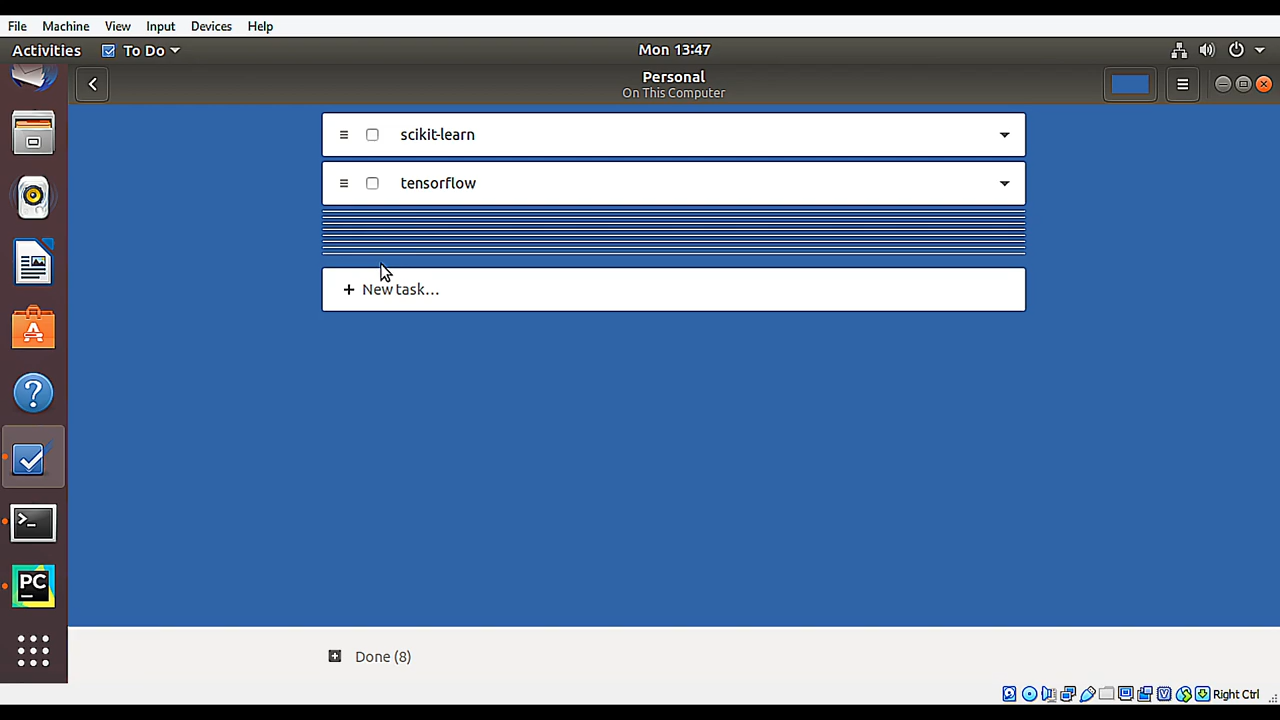 File Machine View Input Devices Help
Activities To Do Mon 13:47
Personal
On This Computer
scikit-learn
tensorflow
+ New task...
PC
>_
Done (8)
Right Ctrl